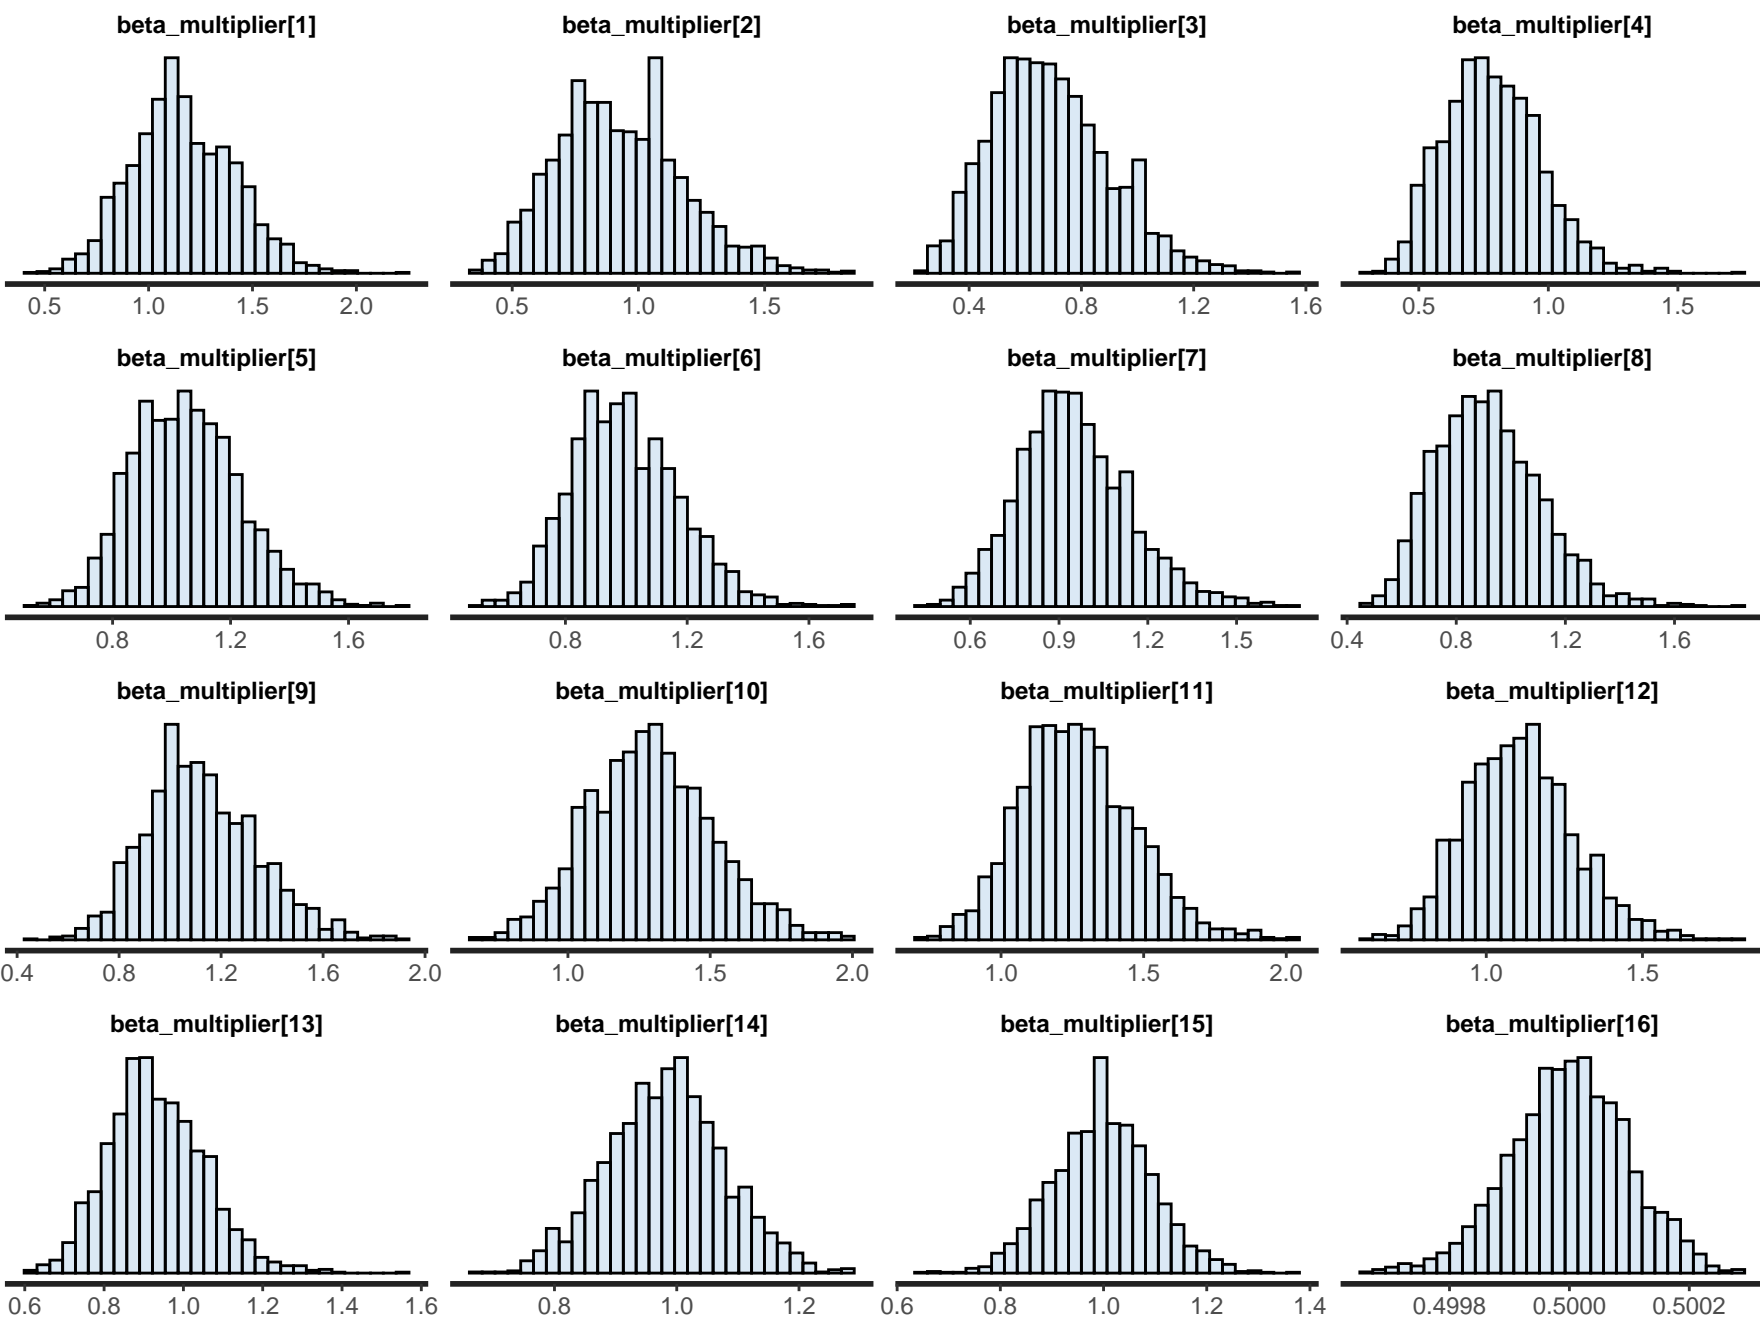 beta_multiplier[1] beta_multiplier[2] beta_multiplier[3] beta_multiplier[4]
0.5 1.0 1.5 2.0 0.5 1.0 1.5 0.4 0.8 1.2 1.6 0.5 1.0 1.5
beta_multiplier[5] beta_multiplier[6] beta_multiplier[7] beta_multiplier[8]
0.8 1.2 1.6 0.8 1.2 1.6 0.6 0.9 1.2 1.5 0.4 0.8 1.2 1.6
beta_multiplier[9] beta_multiplier[10] beta_multiplier[11] beta_multiplier[12]
0.4 0.8 1.2 1.6 2.0 1.0 1.5 2.0 1.0 1.5 2.0 1.0 1.5
beta_multiplier[13] beta_multiplier[14] beta_multiplier[15] beta_multiplier[16]
0.6 0.8 1.0 1.2 1.4 1.6 0.8 1.0 1.2 0.6 0.8 1.0 1.2 1.4 0.4998 0.5000 0.5002